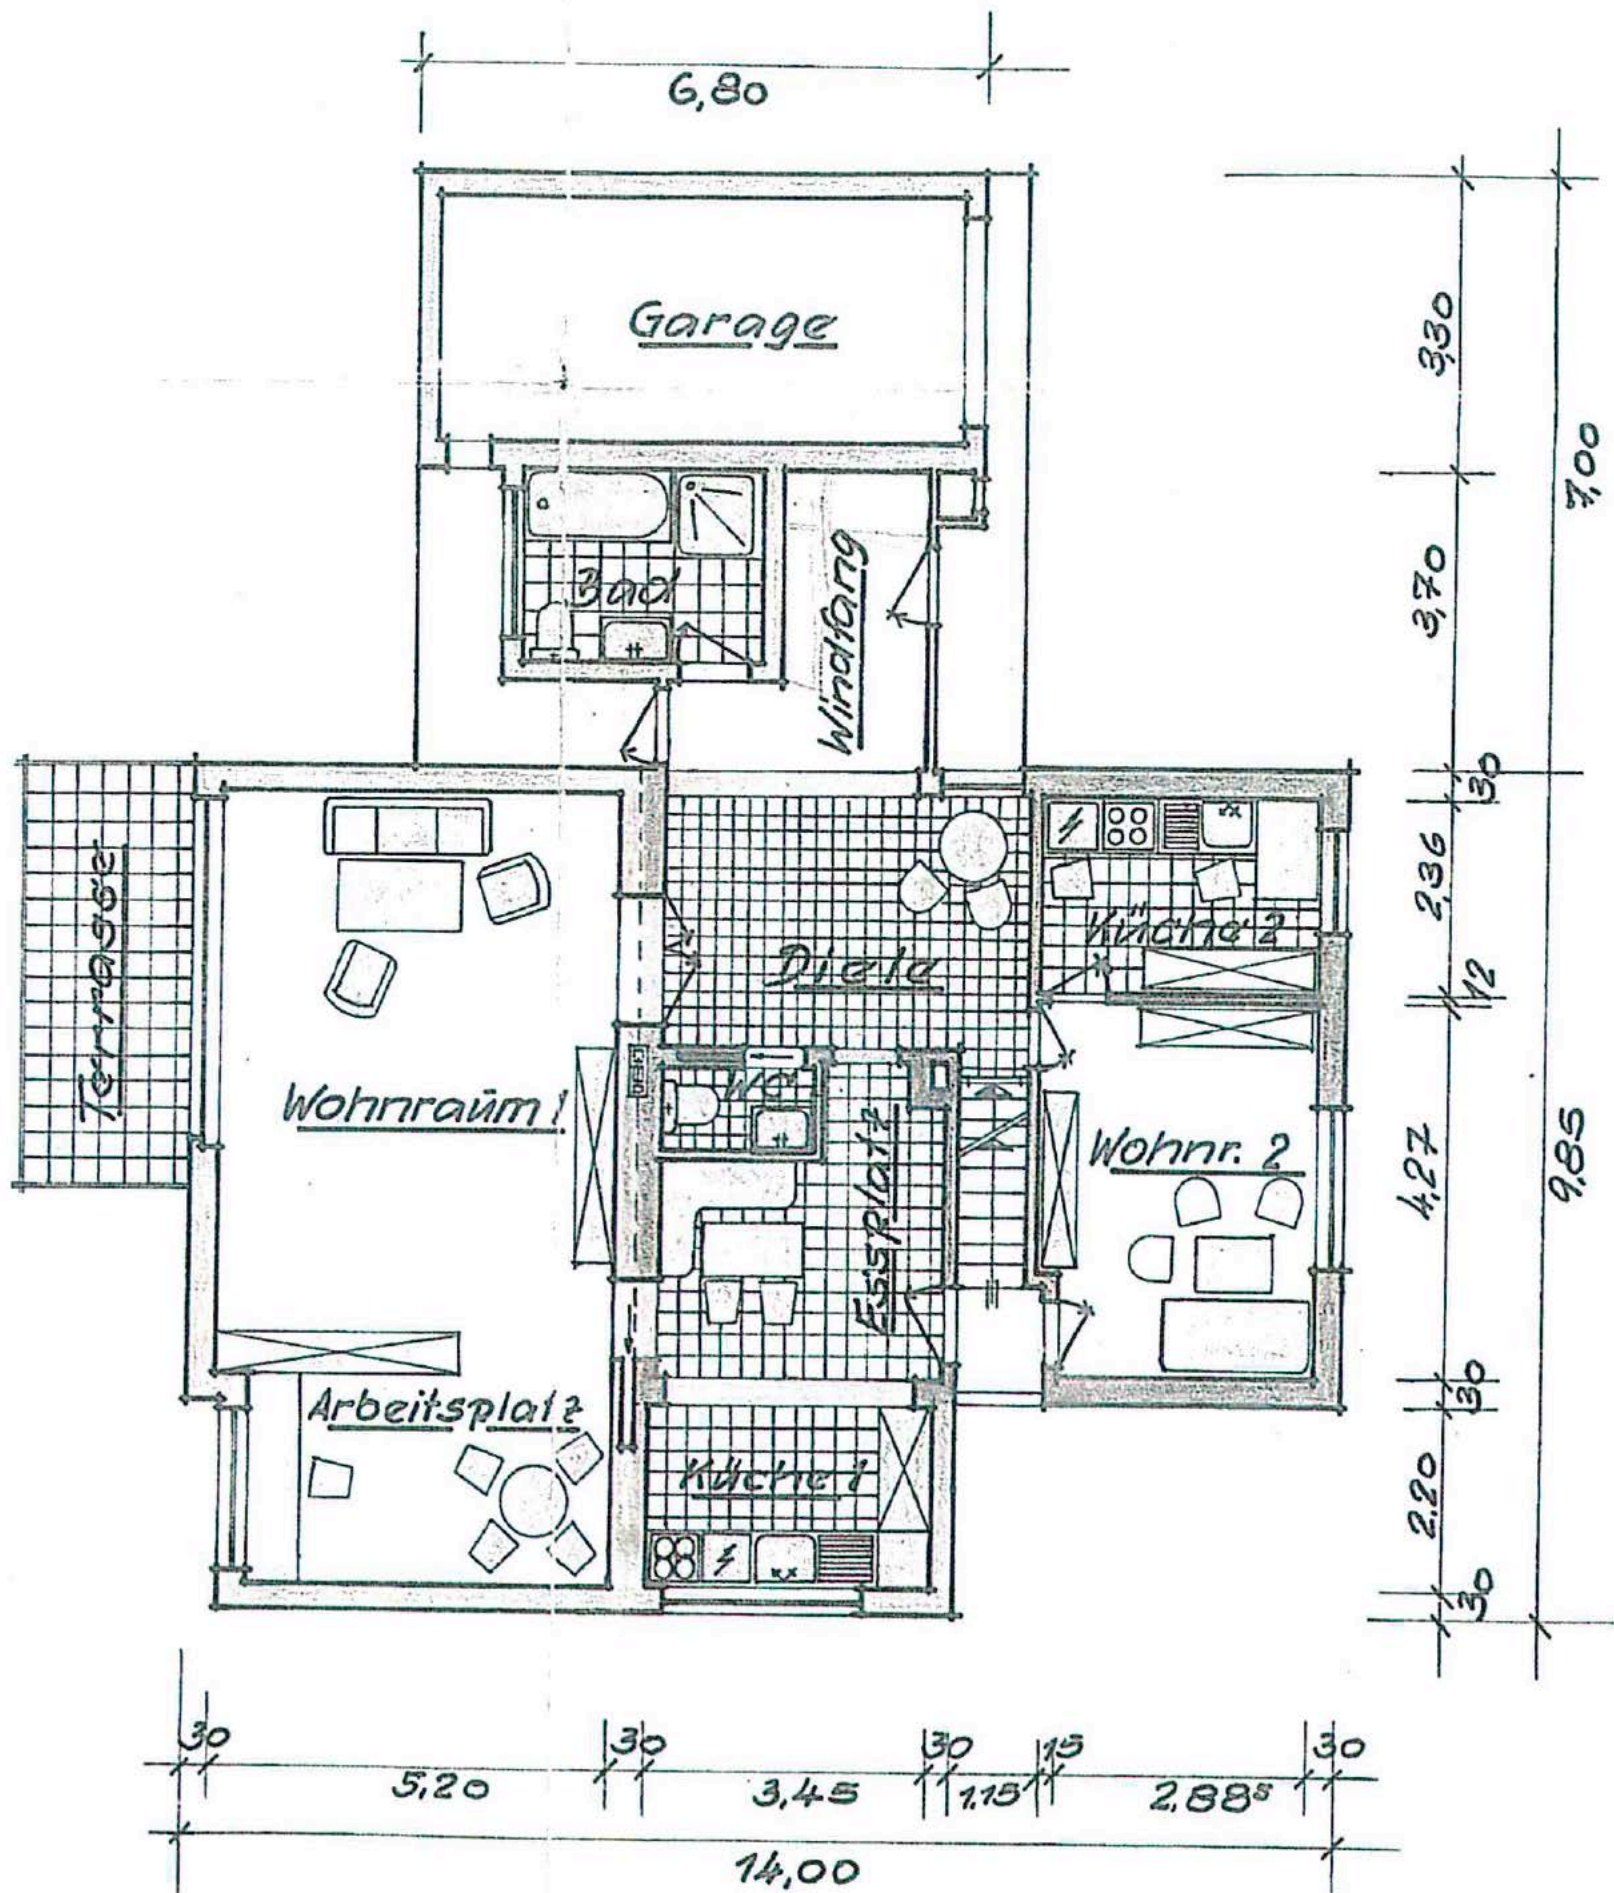 6,80
Garage
3,30
7,00
Bad
Windfang
3,70
30
Terrasse
2,36
Küche 2
Diele
12
WC
Wohnraum 1
Essplatz
Wohnr. 2
4,27
9,85
30
Arbeitsplatz
Küche 1
2,20
30
30
30
30
15
30
5,20
3,45
1,15
2,88⁵
14,00